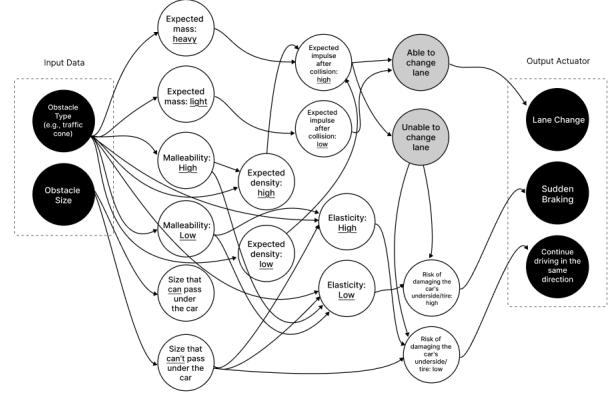 Input Data
Obstacle
Type
(e.g., traffic
cone)
Obstacle
Size
Expected
mass:
heavy
Expected
mass: light
Malleability:
High
Malleability:
Low
Size that
can pass
under
the car
Size that
can't pass
under the
car
Expected
density:
high
Expected
density:
low
Expected
impulse
after
collision:
high
Expected
impulse
after
collision:
low
Elasticity:
High
Elasticity:
Low
Able to
change
lane
Unable to
change
lane
Risk of
damaging the
car's
underside/tire:
high
Risk of
damaging the
car's
underside/
tire: low
Output Actuator
Lane Change
Sudden
Braking
Continue
driving in the
same
direction